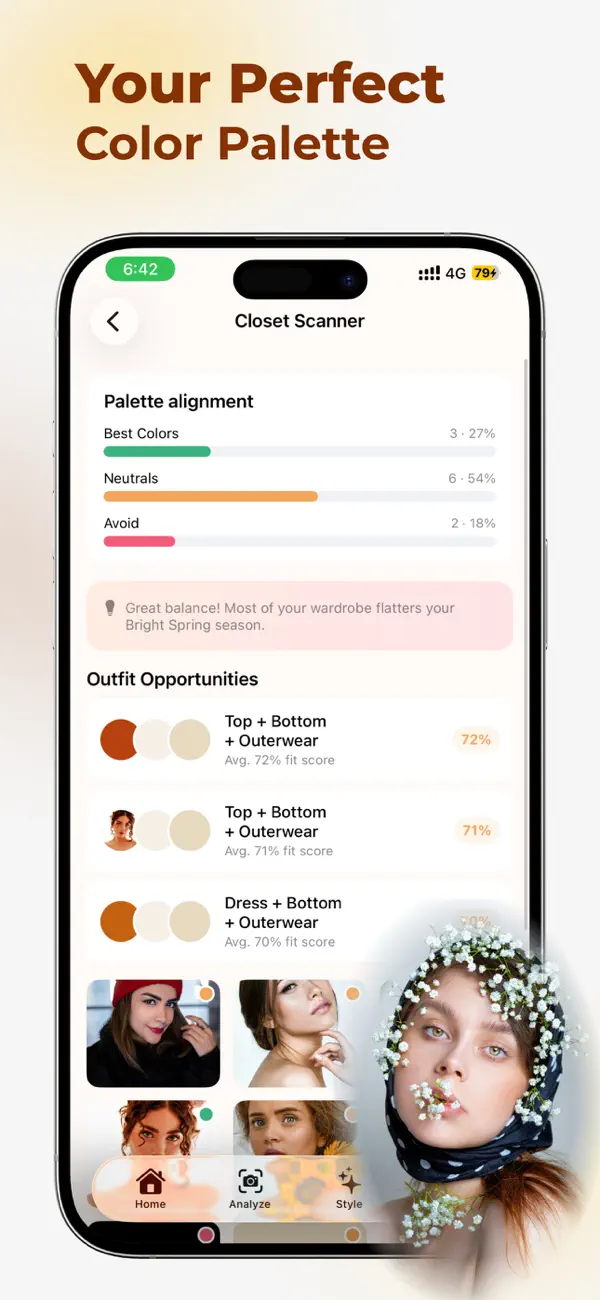 Your Perfect
Color Palette
6:42
4G 79
Closet Scanner
Palette alignment
Best Colors 3 · 27%
Neutrals 6 · 54%
Avoid 2 · 18%
Great balance! Most of your wardrobe flatters your
Bright Spring season.
Outfit Opportunities
Top + Bottom
+ Outerwear
72%
Avg. 72% fit score
Top + Bottom
+ Outerwear
71%
Avg. 71% fit score
Dress + Bottom
+ Outerwear
70%
Avg. 70% fit score
Home Analyze Style